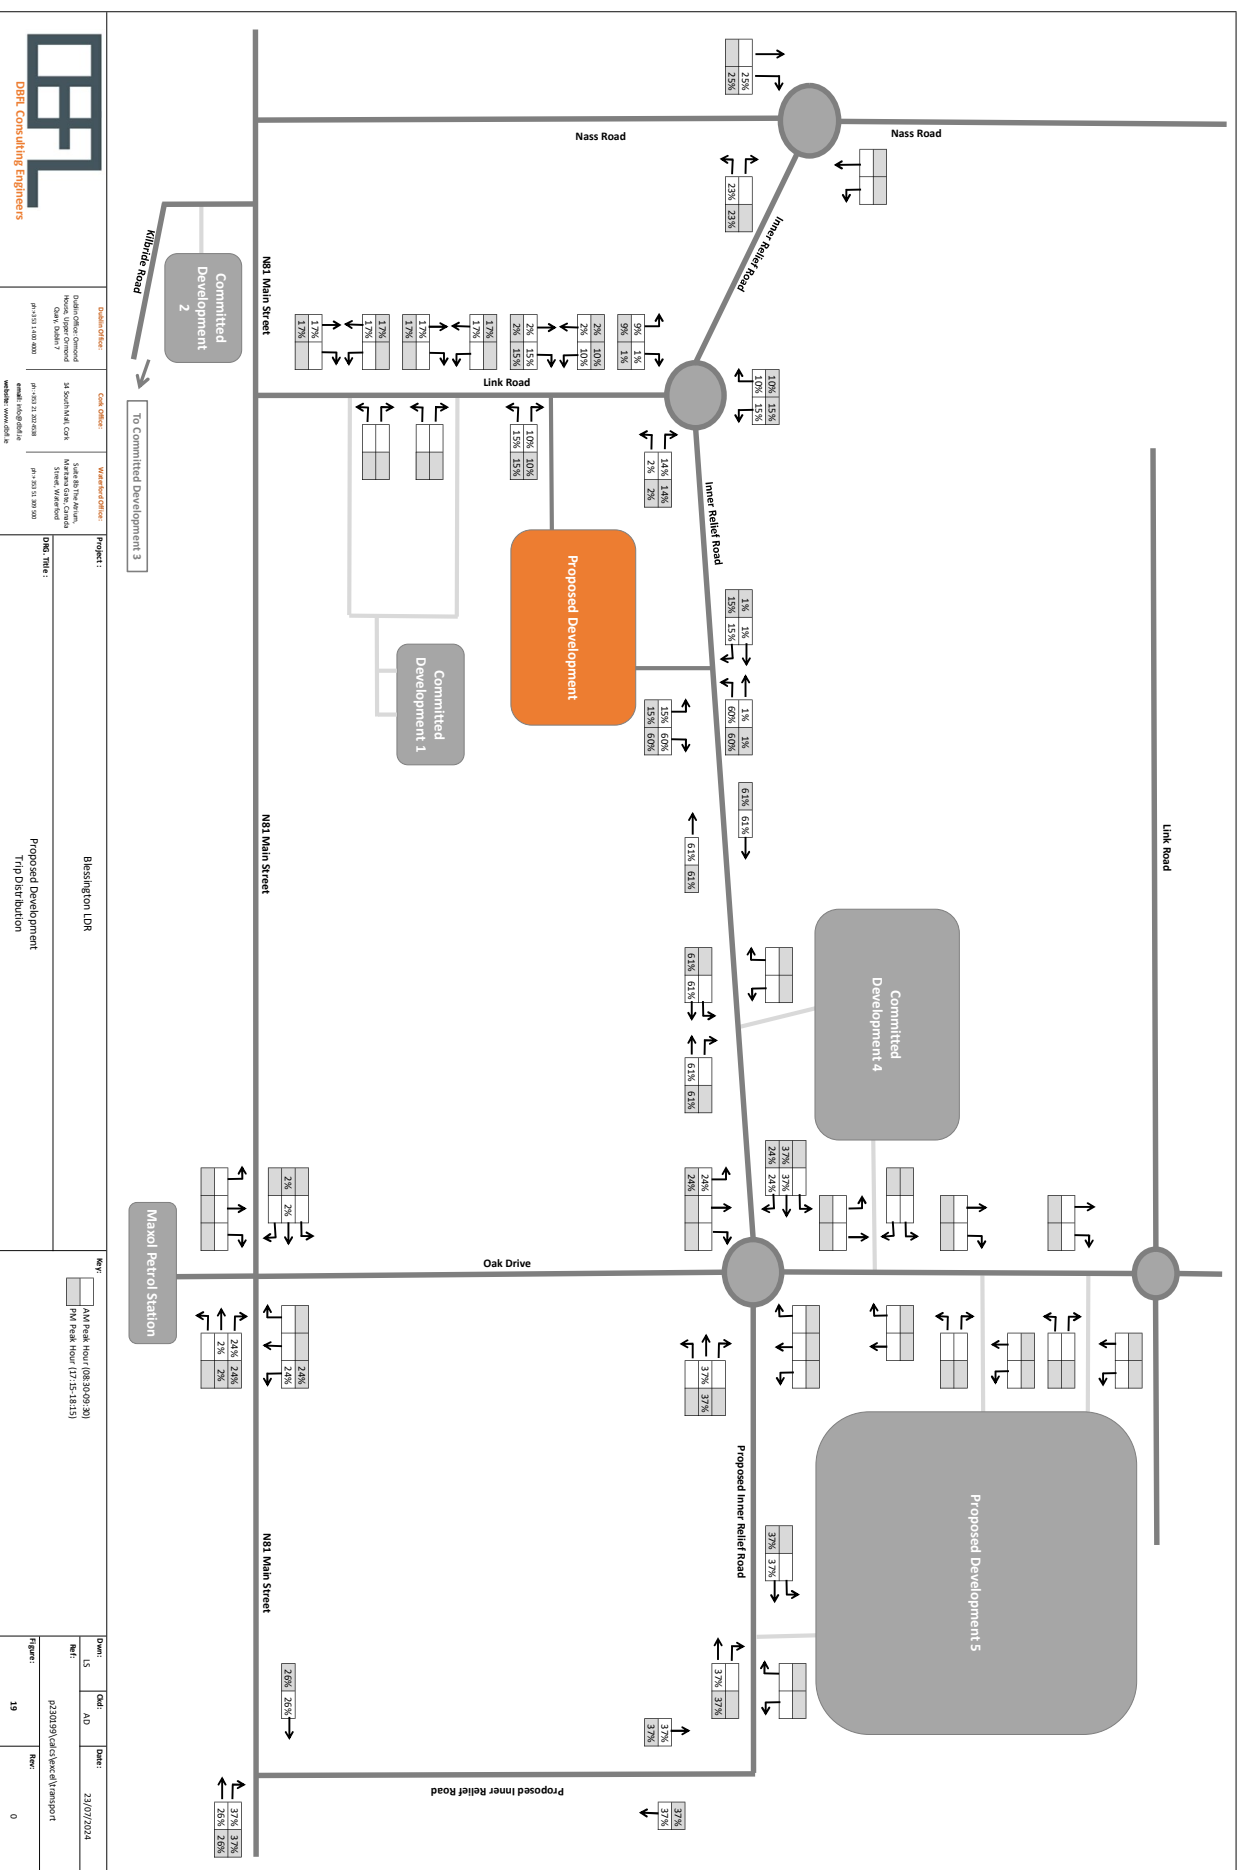 Link Road
Proposed Development 5
Committed
Development 4
Nass Road
37% 37%
24% 24%
37% 37%
10% 15%
10% 15%
Inner Relief Road
25%
25%
1% 1%
15% 15%
1% 1%
60% 60%
61% 61%
Proposed Inner Relief Road
23% 23%
37% 37%
Inner Relief Road
61% 61%
61% 61%
61% 61%
24%
24%
37% 37%
14% 14%
2% 2%
15% 60%
15% 60%
37%
37%
37%
37%
9% 1%
9% 1%
Nass Road
2% 10%
2% 10%
Proposed Development
10% 10%
15% 15%
2% 15%
2% 15%
Link Road
Oak Drive
Proposed Inner Relief Road
17%
17%
Committed
Development 1
17%
17%
17%
17%
17%
17%
2% 2%
24%
24%
26% 26%
N81 Main Street
N81 Main Street
N81 Main Street
24% 24%
2% 2%
37% 37%
26% 26%
Committed
Development
2
Kilbride Road
To Committed Development 3
Maxol Petrol Station
DBFL
DBFL Consulting Engineers
Dublin Office:
Dublin Office: Ormond
House, Upper Ormond
Quay, Dublin 7
ph +353 1 400 4000
Cork Office:
14 South Mall, Cork
ph +353 21 202 4538
email: info@dbfl.ie
website: www.dbfl.ie
Waterford Office:
Suite 8b The Atrium,
Maritana Gate, Canada
Street, Waterford
ph +353 51 309 500
Project :
Blessington LDR
DRG. Title :
Proposed Development
Trip Distribution
Key:
AM Peak Hour (08:30-09:30)
PM Peak Hour (17:15-18:15)
Dwn: LS
Ckd: AD
Date: 23/07/2024
Ref: p230199\calcs\excel\transport
Figure: 19
Rev: 0